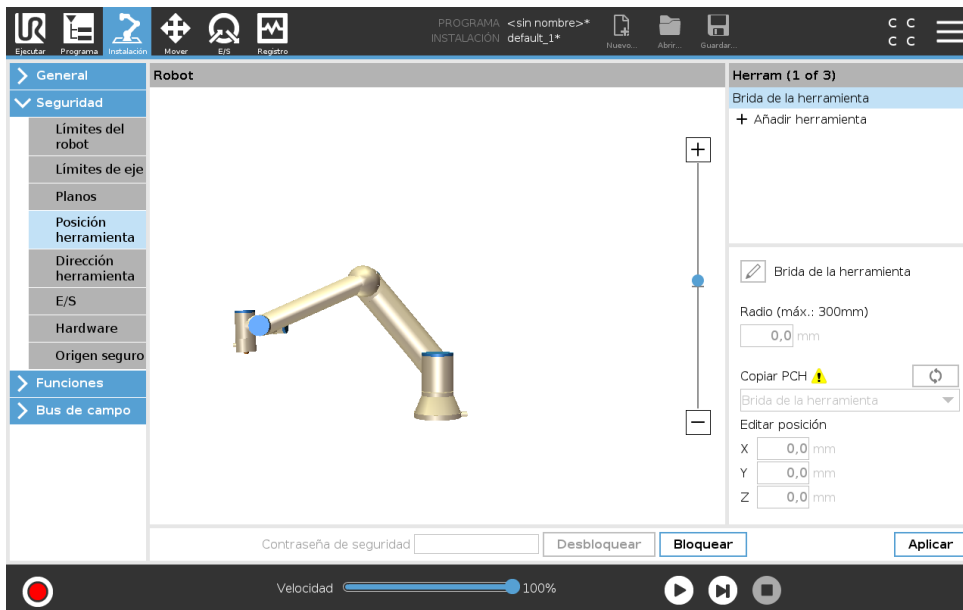 PROGRAMA <sin nombre>*
INSTALACIÓN default_1*
Ejecutar Programa Instalación Mover E/S Registro Nuevo... Abrir... Guardar...
C C
C C
General
Seguridad
Límites del
robot
Límites de eje
Planos
Posición
herramienta
Dirección
herramienta
E/S
Hardware
Origen seguro
Funciones
Bus de campo
Robot
Herram (1 of 3)
Brida de la herramienta
+ Añadir herramienta
Brida de la herramienta
Radio (máx.: 300mm)
0,0 mm
Copiar PCH
Brida de la herramienta
Editar posición
X 0,0 mm
Y 0,0 mm
Z 0,0 mm
Contraseña de seguridad Desbloquear Bloquear Aplicar
Velocidad 100%